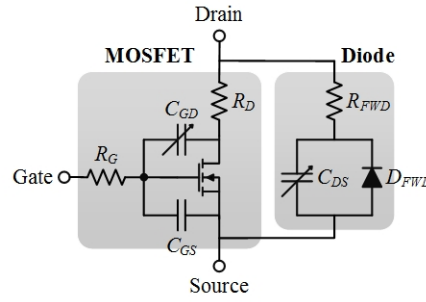 Drain
MOSFET
Diode
C_GD
R_D
R_FWD
R_G
Gate
C_DS
D_FWD
C_GS
Source